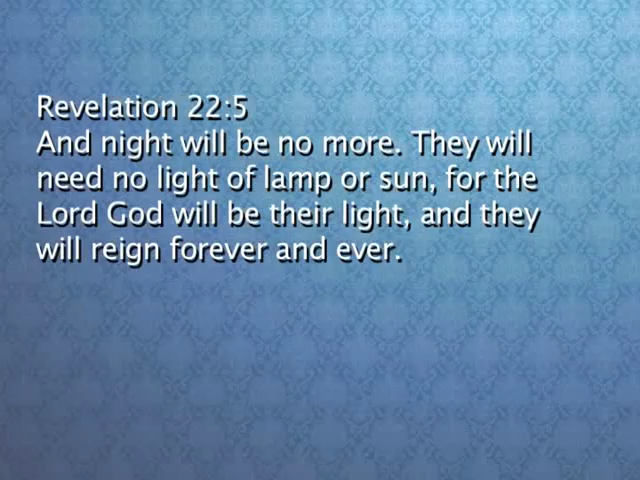 Revelation 22:5
And night will be no more. They will
need no light of lamp or sun, for the
Lord God will be their light, and they
will reign forever and ever.